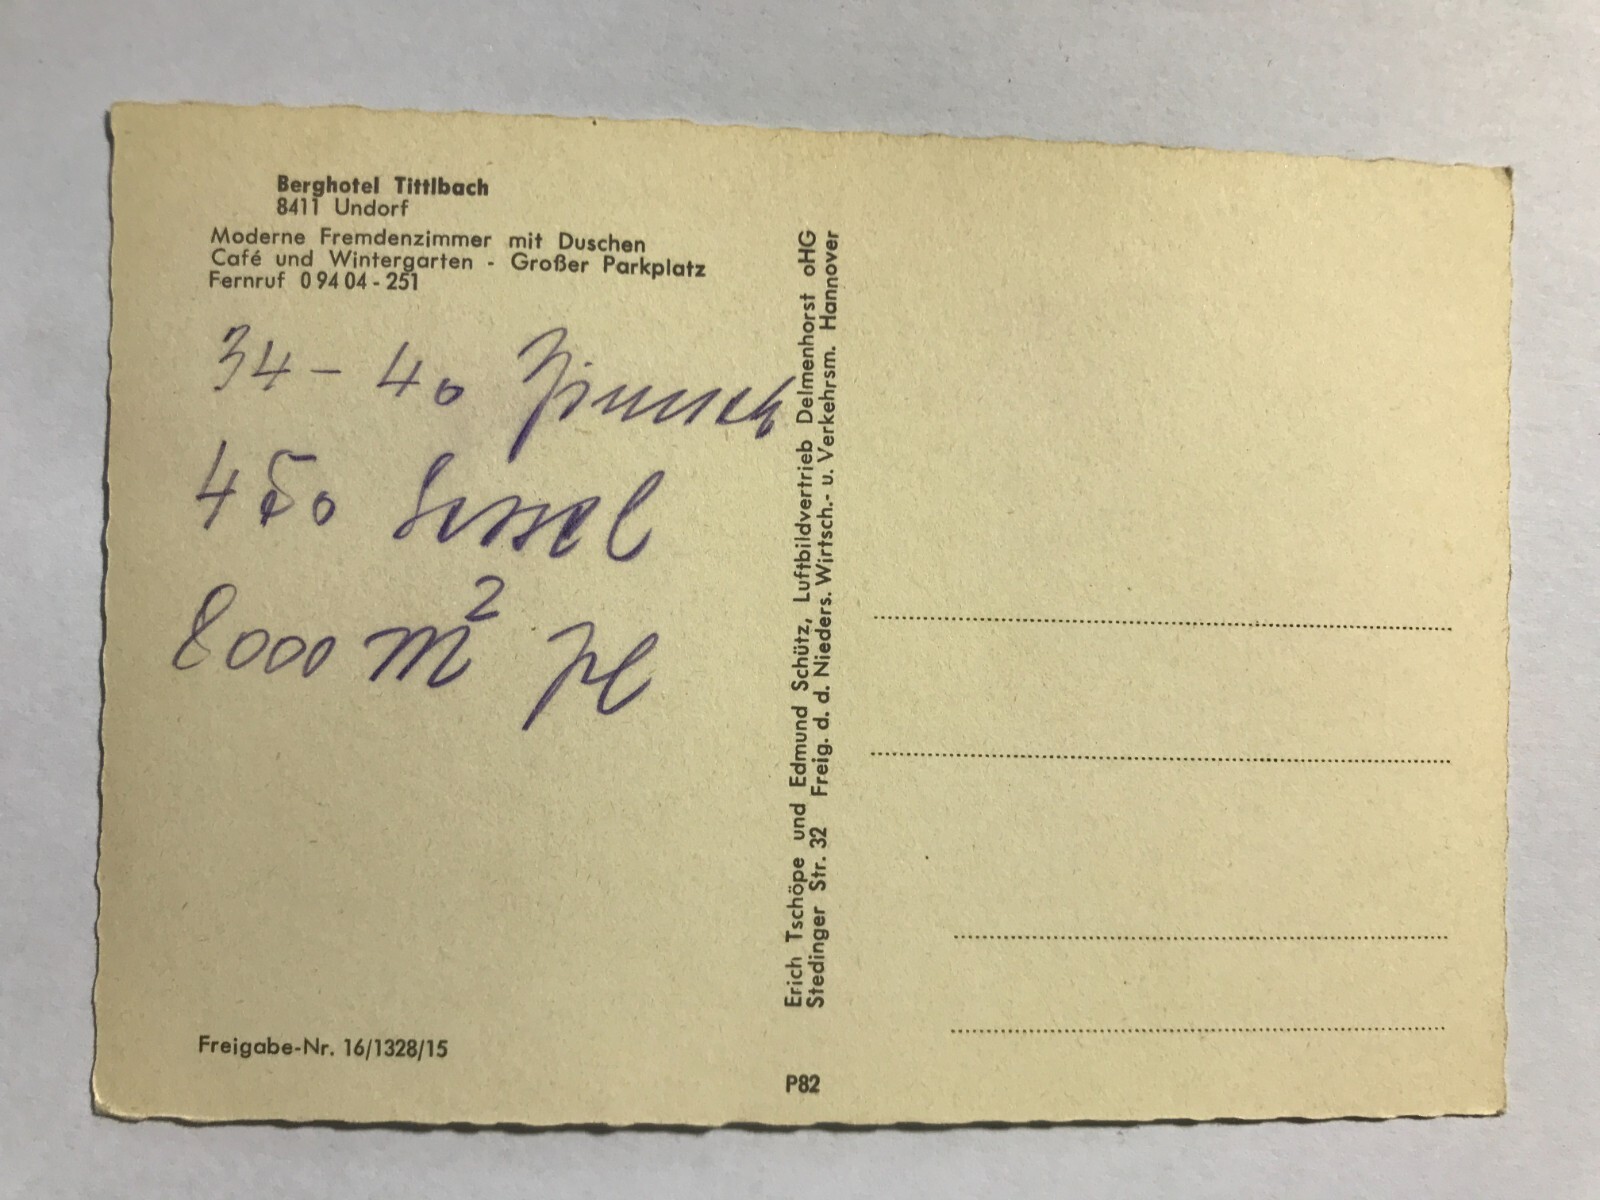 Berghotel Tittlbach
8411 Undorf
Moderne Fremdenzimmer mit Duschen
Café und Wintergarten - Großer Parkplatz
Fernruf 0 94 04 - 251
34 - 40
450 Sessel
8000 m²
Freigabe-Nr. 16/1328/15
Erich Tschöpe und Edmund Schütz, Luftbildvertrieb Delmenhorst oHG
Stedinger Str. 32 Freig. d. d. Nieders. Wirtsch.- u. Verkehrsm. Hannover
P82